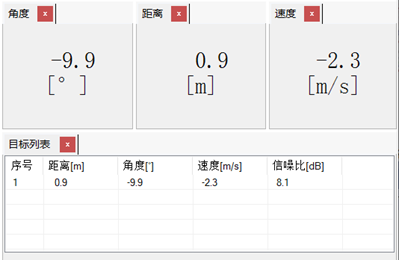 角度 x 距离 x 速度 x
-9.9 0.9 -2.3
[°] [m] [m/s]
目标列表 x
序号 距离[m] 角度[°] 速度[m/s] 信噪比[dB]
1 0.9 -9.9 -2.3 8.1